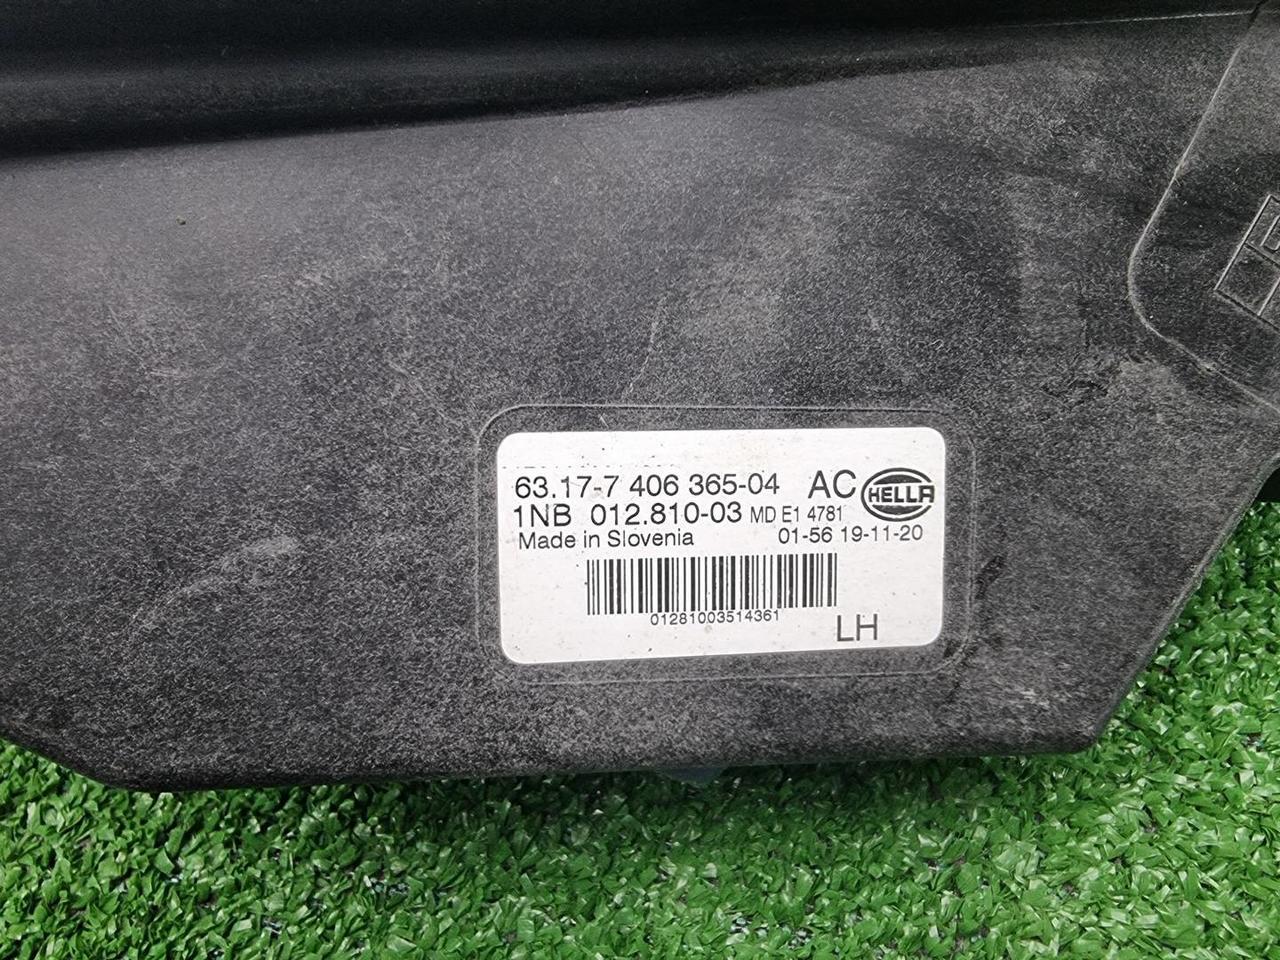 63.17-7 406 365-04 AC HELLA
1NB 012.810-03 MD E1 4781
Made in Slovenia 01-56 19-11-20
01281003514361
LH